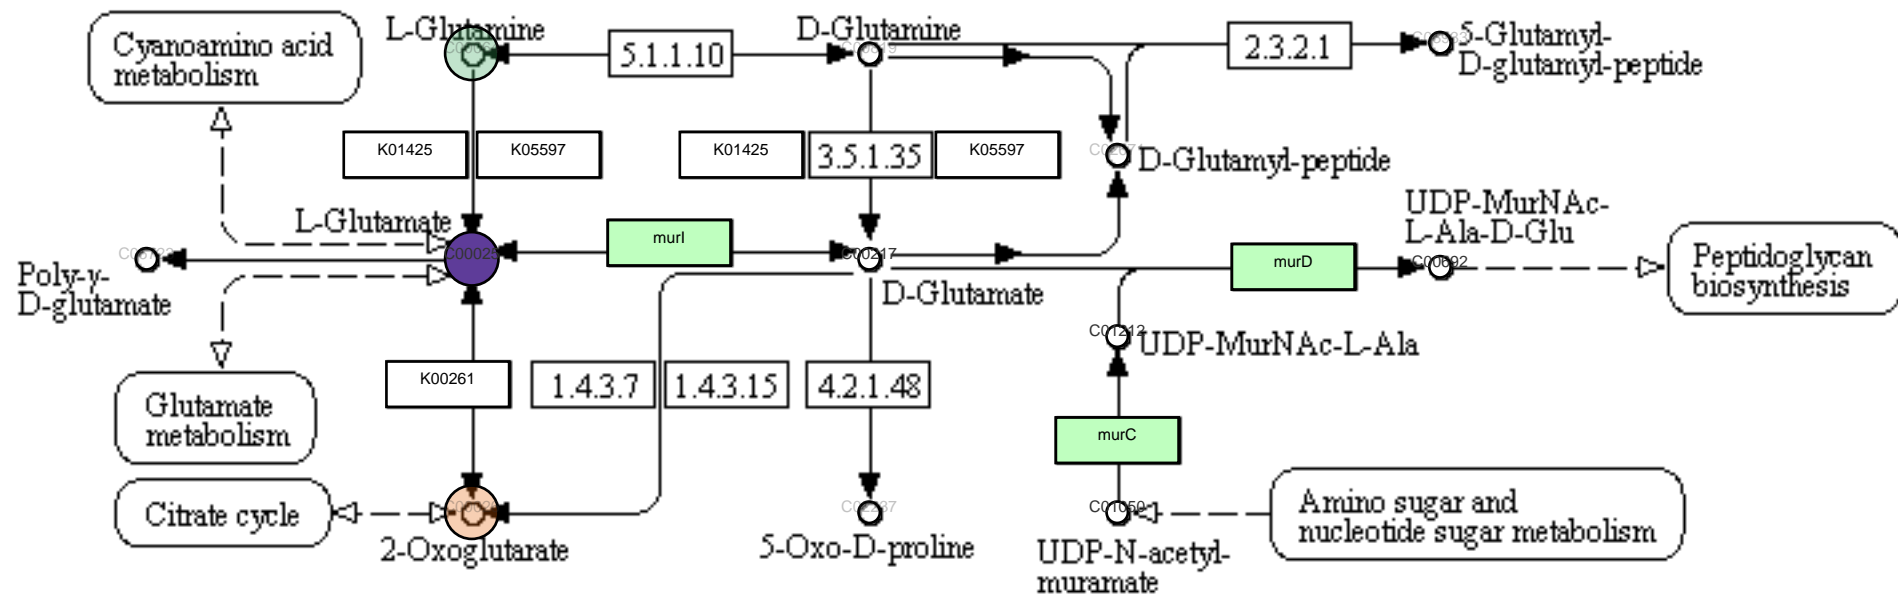 Cyanoamino acid
metabolism
L-Glutamine
5.1.1.10
D-Glutamine
2.3.2.1
5-Glutamyl-
D-glutamyl-peptide
K01425
K05597
K01425
3.5.1.35
K05597
D-Glutamyl-peptide
L-Glutamate
C00025
murI
C00217
D-Glutamate
Poly-γ-
D-glutamate
UDP-MurNAc-
L-Ala-D-Glu
murD
C00692
Peptidoglycan
biosynthesis
C01212
UDP-MurNAc-L-Ala
Glutamate
metabolism
K00261
1.4.3.7
1.4.3.15
4.2.1.48
murC
Citrate cycle
2-Oxoglutarate
5-Oxo-D-proline
C01050
UDP-N-acetyl-
muramate
Amino sugar and
nucleotide sugar metabolism